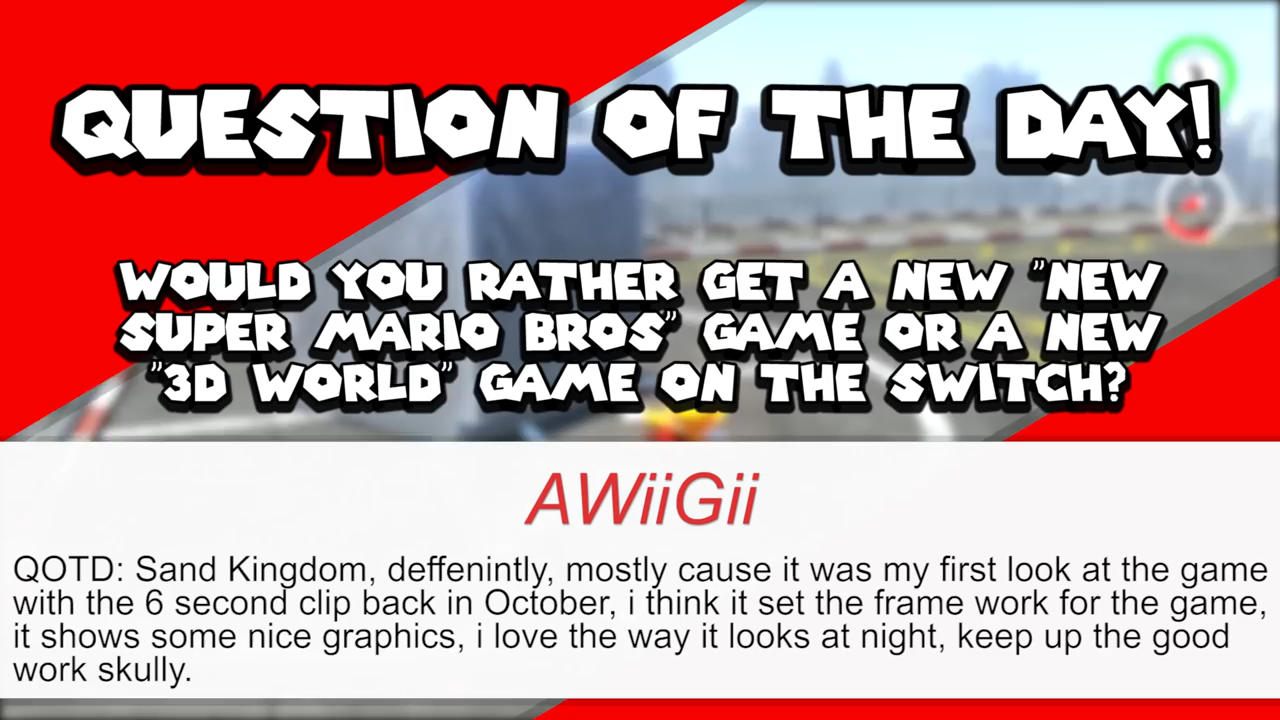 QUESTION OF THE DAY!
WOULD YOU RATHER GET A NEW "NEW
SUPER MARIO BROS" GAME OR A NEW
"3D WORLD" GAME ON THE SWITCH?
AWiiGii
QOTD: Sand Kingdom, deffenintly, mostly cause it was my first look at the game
with the 6 second clip back in October, i think it set the frame work for the game,
it shows some nice graphics, i love the way it looks at night, keep up the good
work skully.